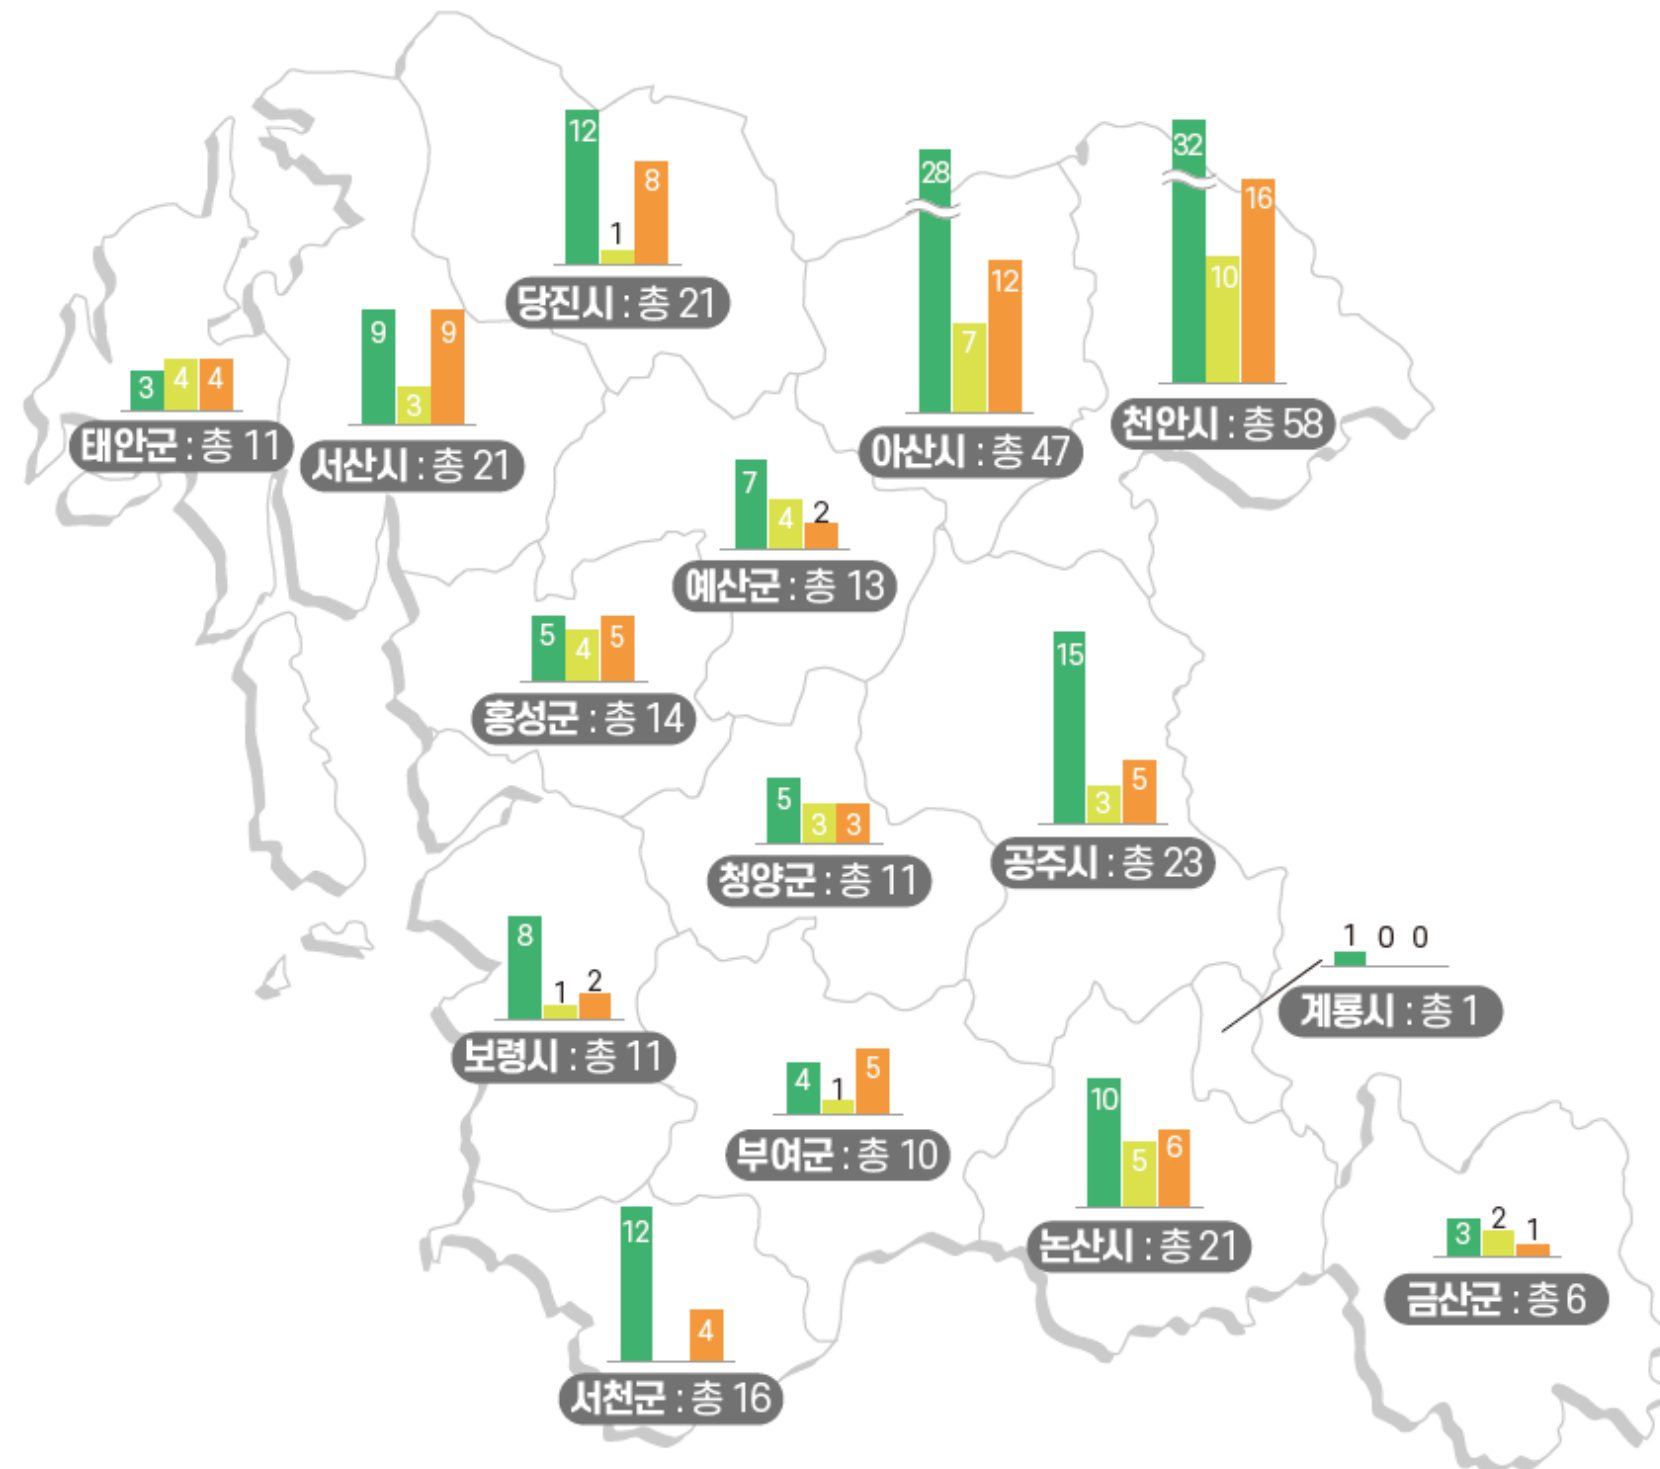 12
1
8
당진시 : 총 21
28
7
12
아산시 : 총 47
32
10
16
천안시 : 총 58
3
4
4
태안군 : 총 11
9
3
9
서산시 : 총 21
7
4
2
예산군 : 총 13
5
4
5
홍성군 : 총 14
15
3
5
공주시 : 총 23
5
3
3
청양군 : 총 11
8
1
2
보령시 : 총 11
1 0 0
계룡시 : 총 1
4
1
5
부여군 : 총 10
10
5
6
논산시 : 총 21
3
2
1
금산군 : 총 6
12
4
서천군 : 총 16